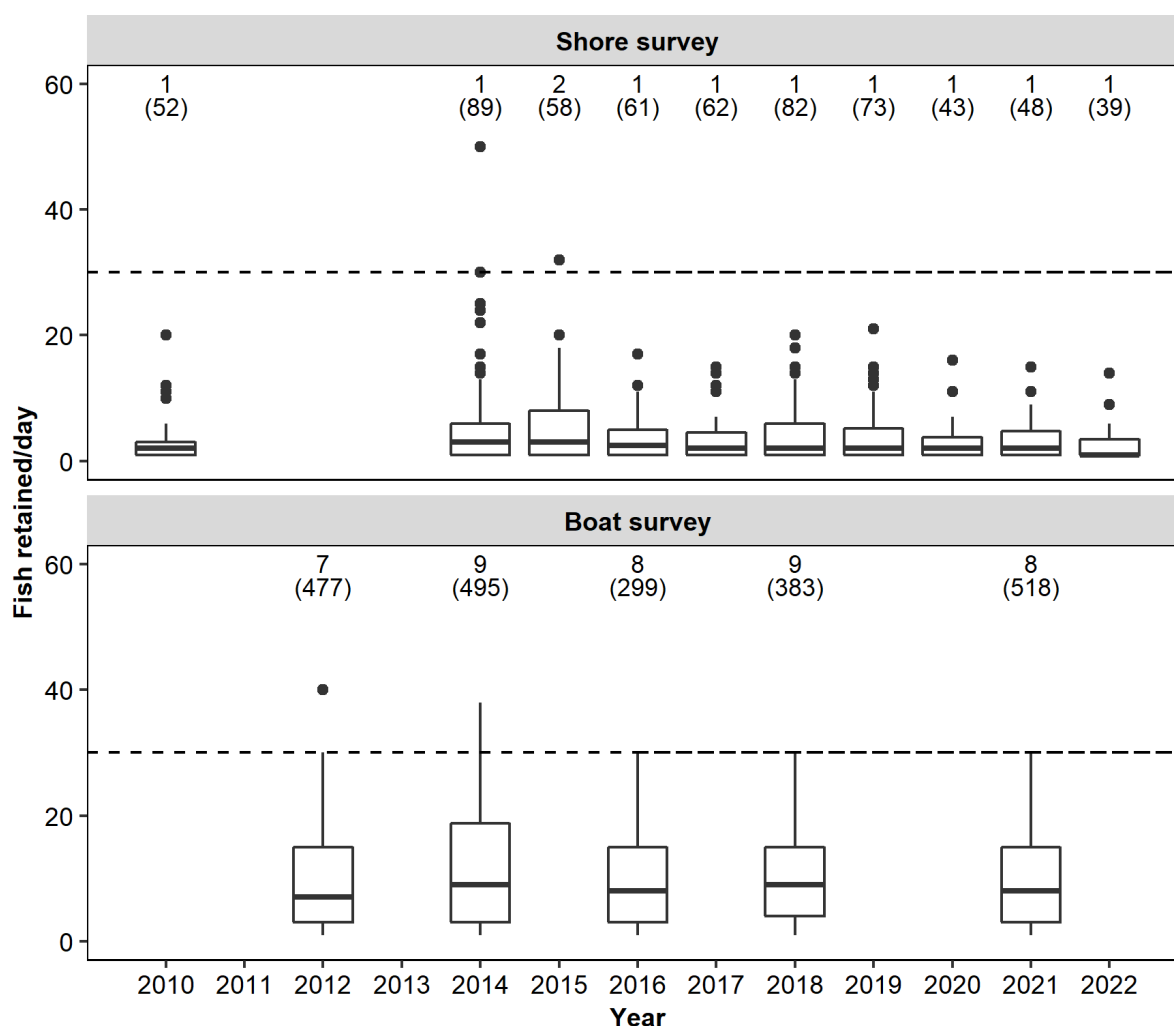 Shore survey
60
1 1 2 1 1 1 1 1 1 1
(52) (89) (58) (61) (62) (82) (73) (43) (48) (39)
40
20
0
Fish retained/day
Boat survey
60
7 9 8 9 8
(477) (495) (299) (383) (518)
40
20
0
2010 2011 2012 2013 2014 2015 2016 2017 2018 2019 2020 2021 2022
Year